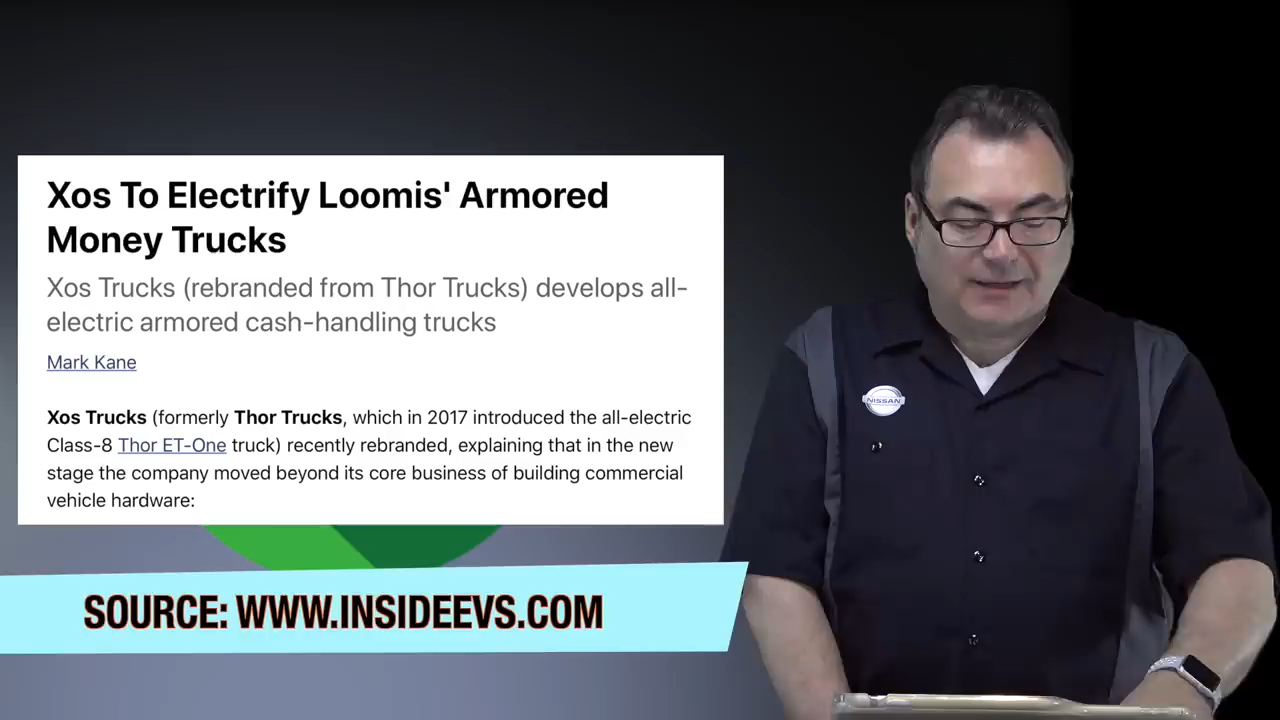 Xos To Electrify Loomis' Armored
Money Trucks
Xos Trucks (rebranded from Thor Trucks) develops all-
electric armored cash-handling trucks
Mark Kane
Xos Trucks (formerly Thor Trucks, which in 2017 introduced the all-electric
Class-8 Thor ET-One truck) recently rebranded, explaining that in the new
stage the company moved beyond its core business of building commercial
vehicle hardware:
NISSAN
SOURCE: WWW.INSIDEEVS.COM